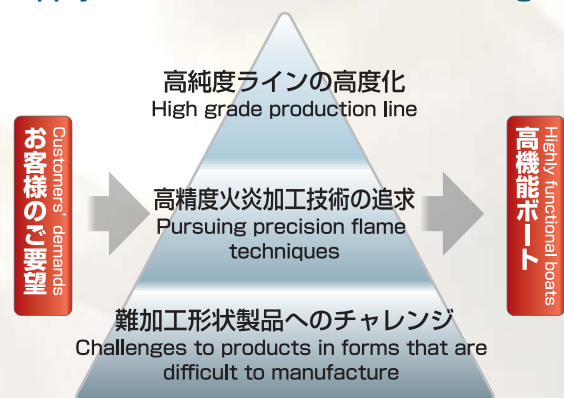 高純度ラインの高度化
High grade production line
お客様のご要望
Customers' demands
高精度火炎加工技術の追求
Pursuing precision flame
techniques
高機能ボート
Highly functional boats
難加工形状製品へのチャレンジ
Challenges to products in forms that are
difficult to manufacture